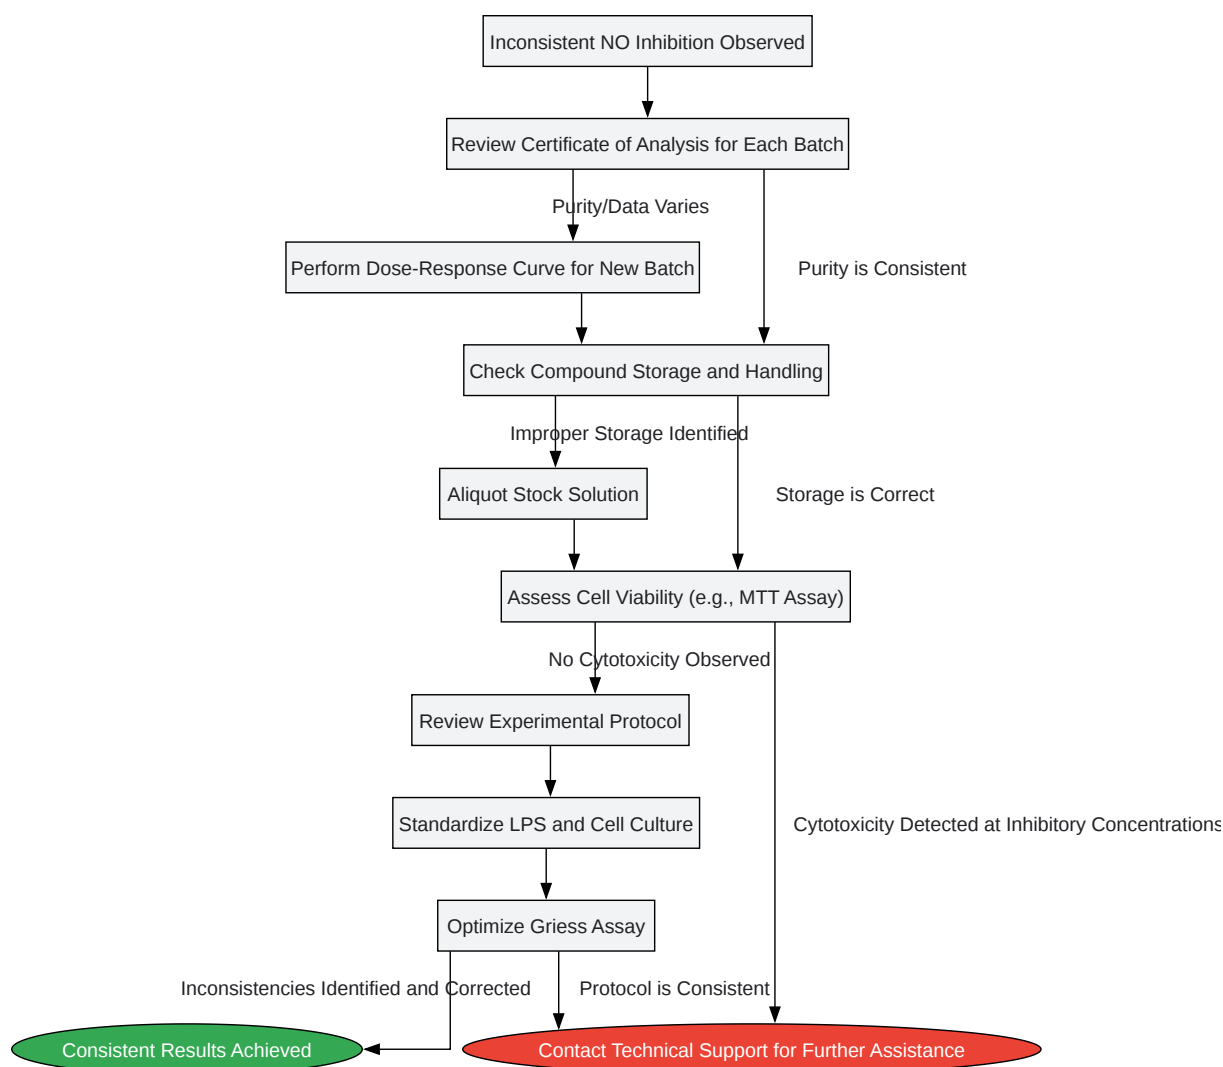 Inconsistent NO Inhibition Observed
Review Certificate of Analysis for Each Batch
Purity/Data Varies
Perform Dose-Response Curve for New Batch
Purity is Consistent
Check Compound Storage and Handling
Improper Storage Identified
Aliquot Stock Solution
Storage is Correct
Assess Cell Viability (e.g., MTT Assay)
No Cytotoxicity Observed
Review Experimental Protocol
Standardize LPS and Cell Culture
Cytotoxicity Detected at Inhibitory Concentrations
Optimize Griess Assay
Inconsistencies Identified and Corrected
Protocol is Consistent
Consistent Results Achieved
Contact Technical Support for Further Assistance